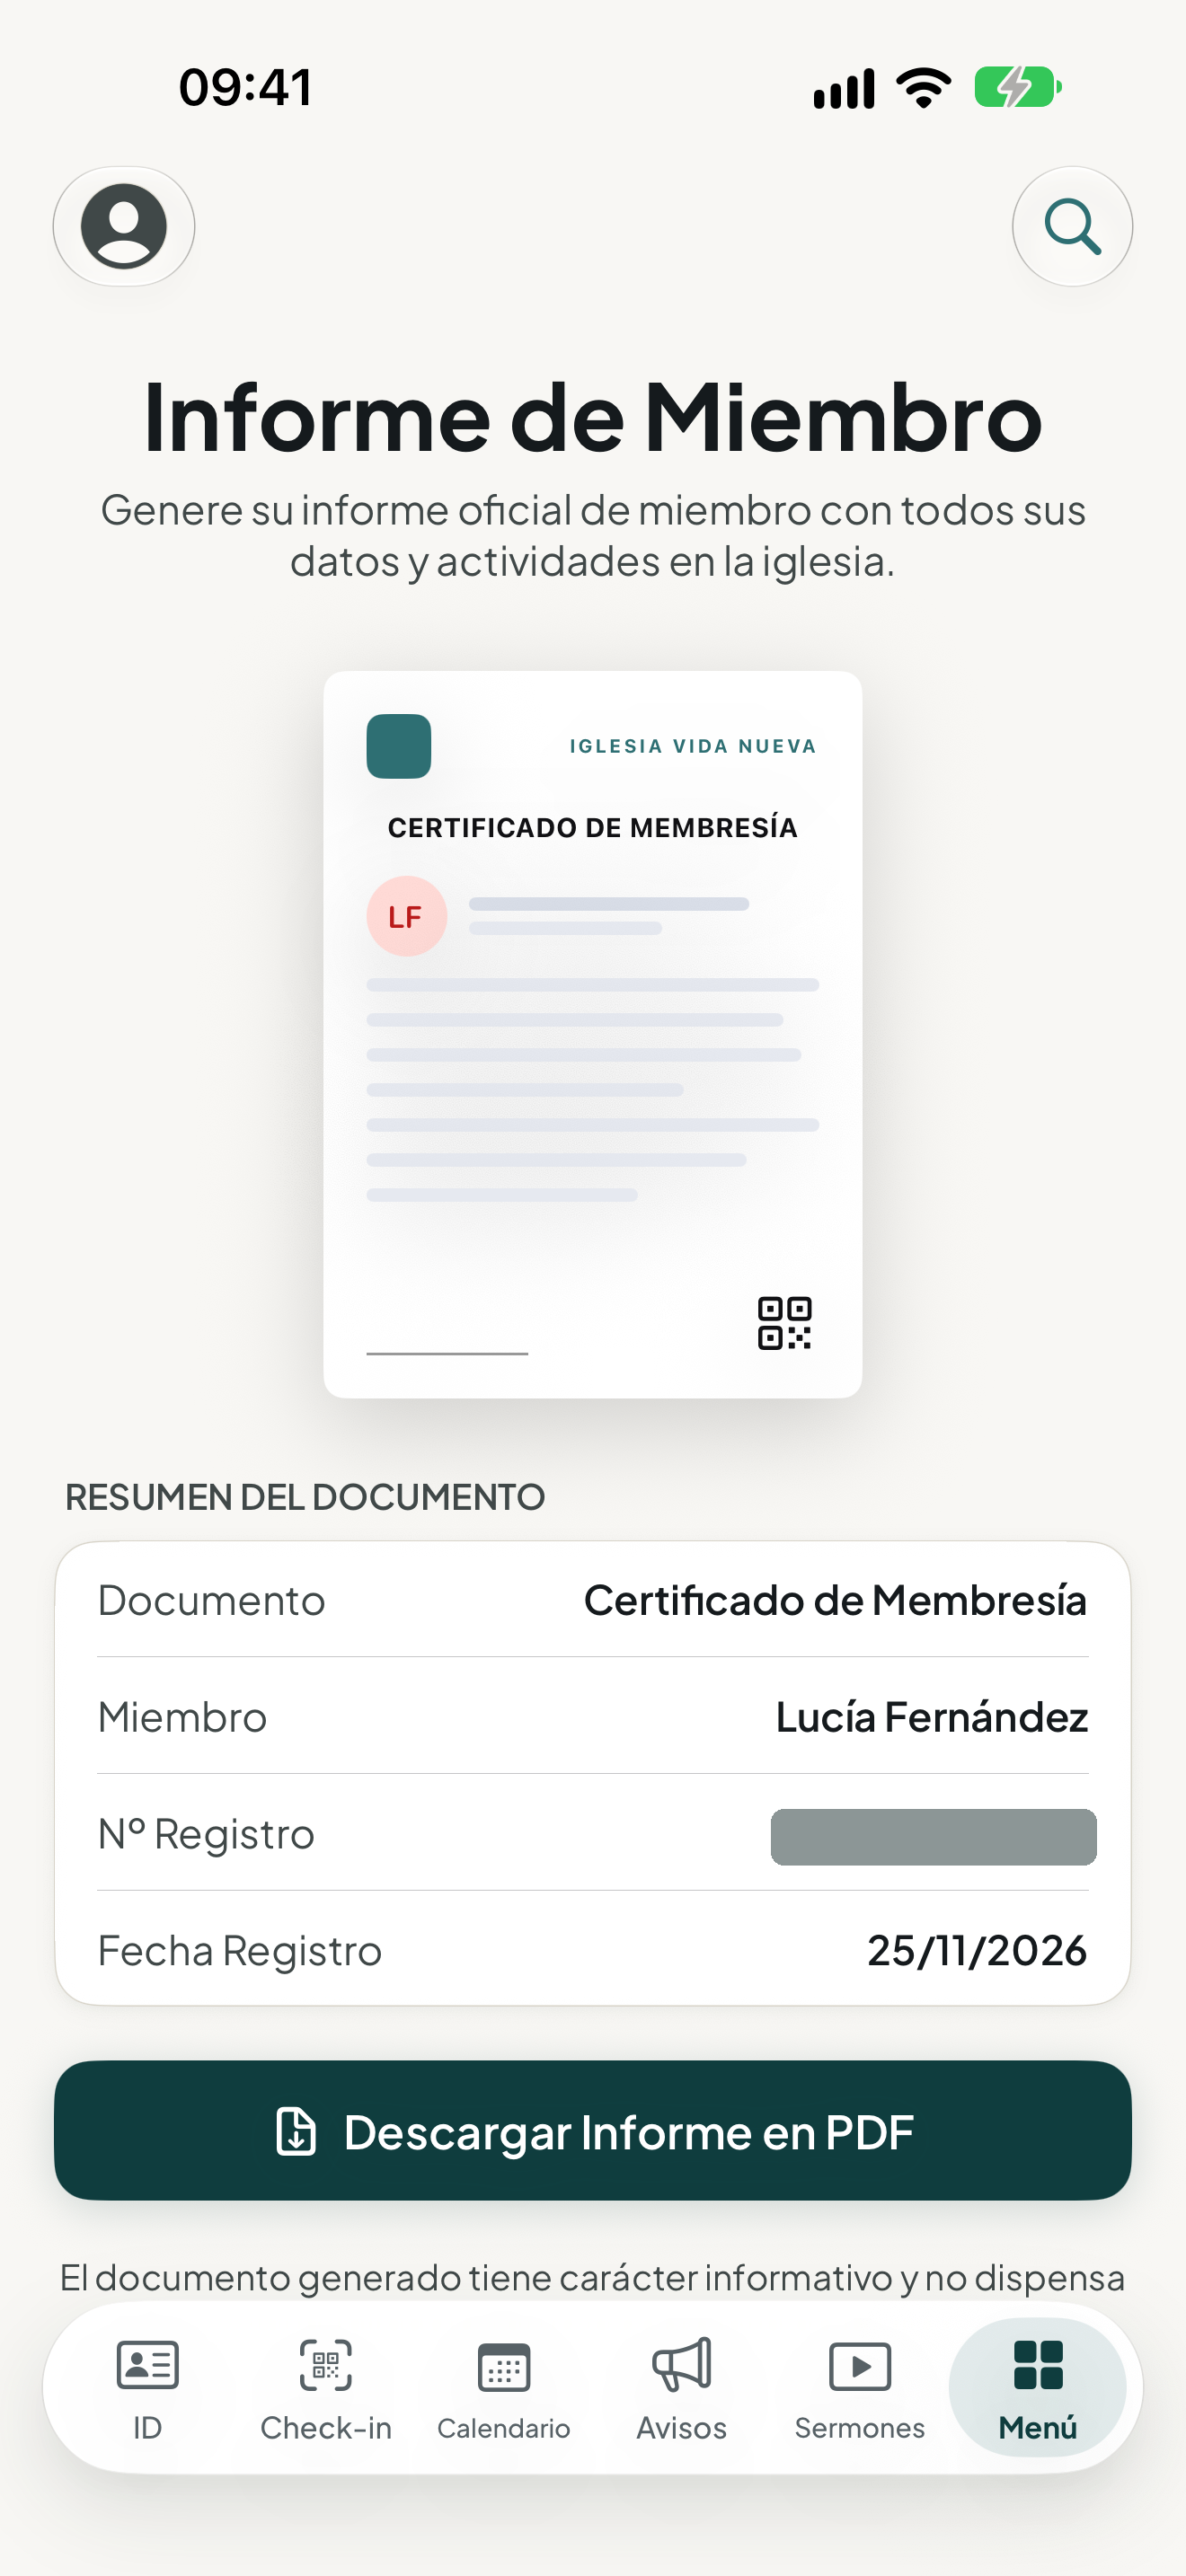 09:41
Informe de Miembro
Genere su informe oficial de miembro con todos sus
datos y actividades en la iglesia.
IGLESIA VIDA NUEVA
CERTIFICADO DE MEMBRESÍA
LF
RESUMEN DEL DOCUMENTO
Documento Certificado de Membresía
Miembro Lucía Fernández
Nº Registro
Fecha Registro 25/11/2026
Descargar Informe en PDF
El documento generado tiene carácter informativo y no dispensa
ID Check-in Calendario Avisos Sermones Menú